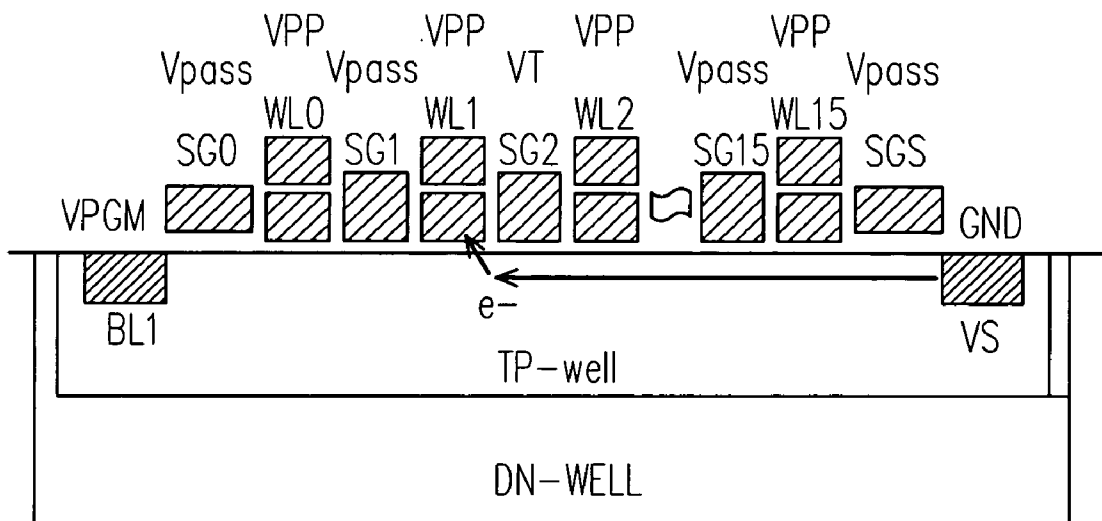 VPP VPP VPP VPP
Vpass Vpass VT Vpass Vpass
WL0 WL1 WL2 WL15
SG0 SG1 SG2 SG15 SGS
VPGM GND
e-
BL1 VS
TP-well
DN-WELL